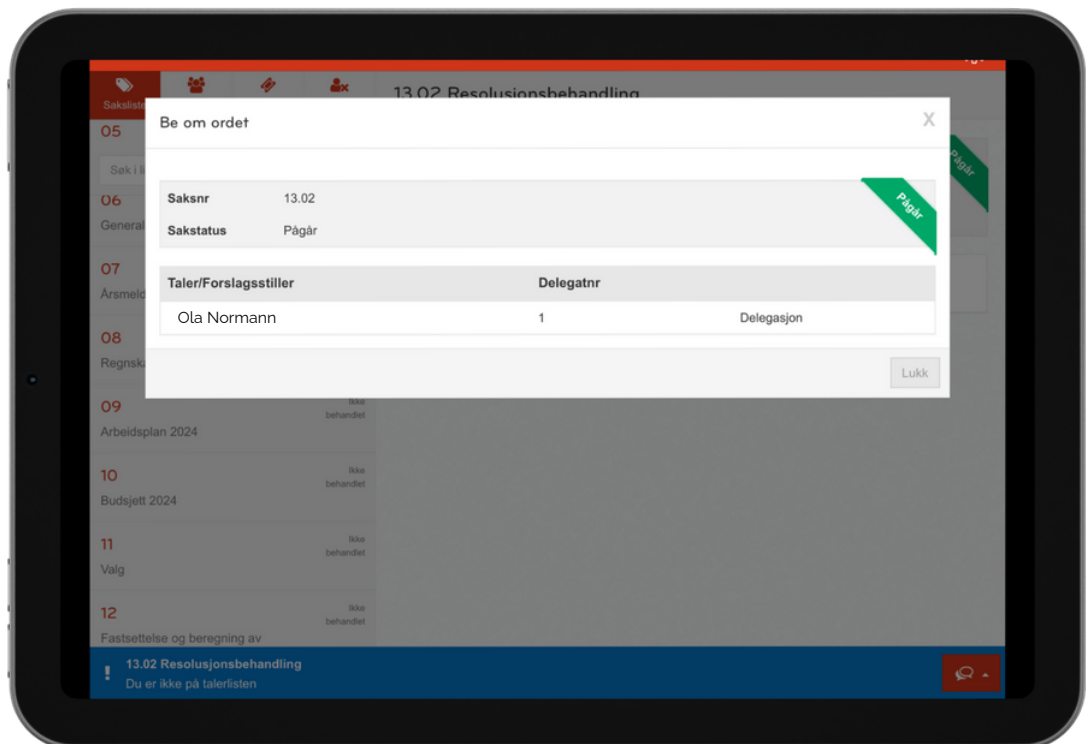 Saksliste
13.02 Resolusjonsbehandling
Be om ordet
X
05
Søk i li
Pågår
Saksnr 13.02
Sakstatus Pågår
Pågår
06
General
07
Årsmeld
Taler/Forslagsstiller Delegatnr
Ola Normann 1 Delegasjon
08
Regnska
Lukk
09
Ikke
behandlet
Arbeidsplan 2024
10
Ikke
behandlet
Budsjett 2024
11
Ikke
behandlet
Valg
12
Ikke
behandlet
Fastsettelse og beregning av
! 13.02 Resolusjonsbehandling
Du er ikke på talerlisten